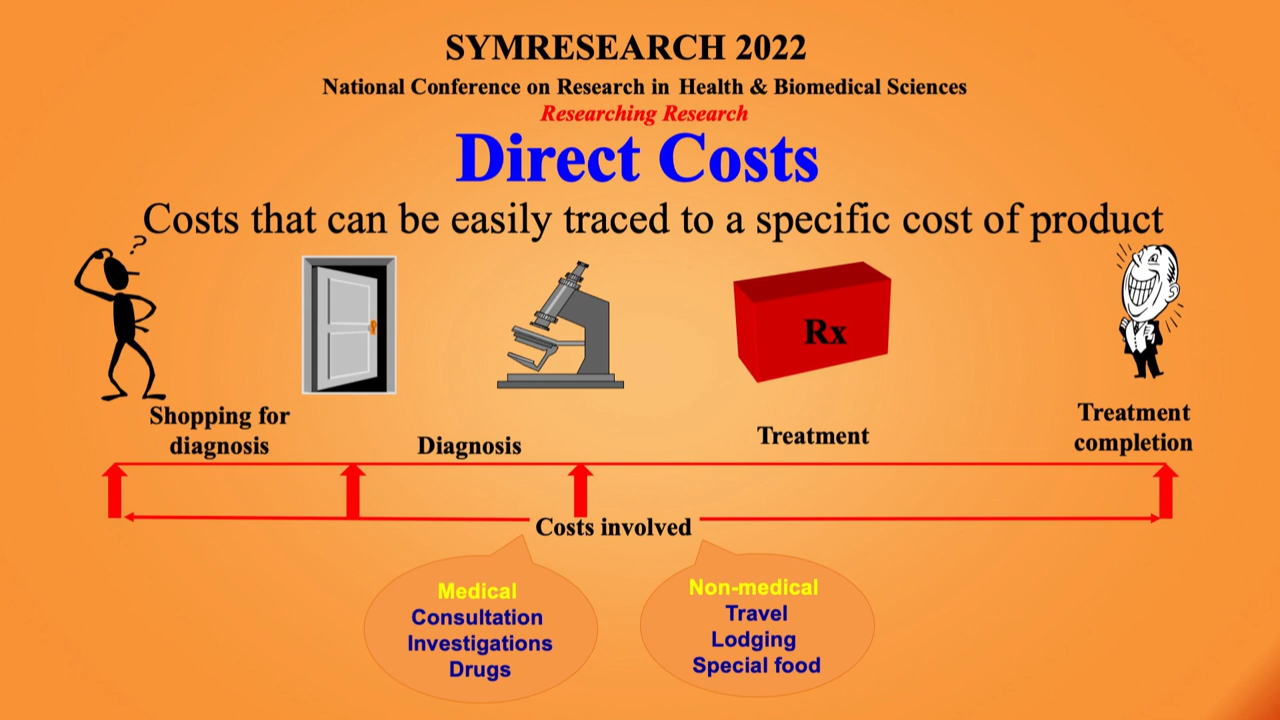 SYMRESEARCH 2022
National Conference on Research in Health & Biomedical Sciences
Researching Research
Direct Costs
Costs that can be easily traced to a specific cost of product
?
Rx
Shopping for
diagnosis
Diagnosis
Treatment
Treatment
completion
Costs involved
Medical
Consultation
Investigations
Drugs
Non-medical
Travel
Lodging
Special food